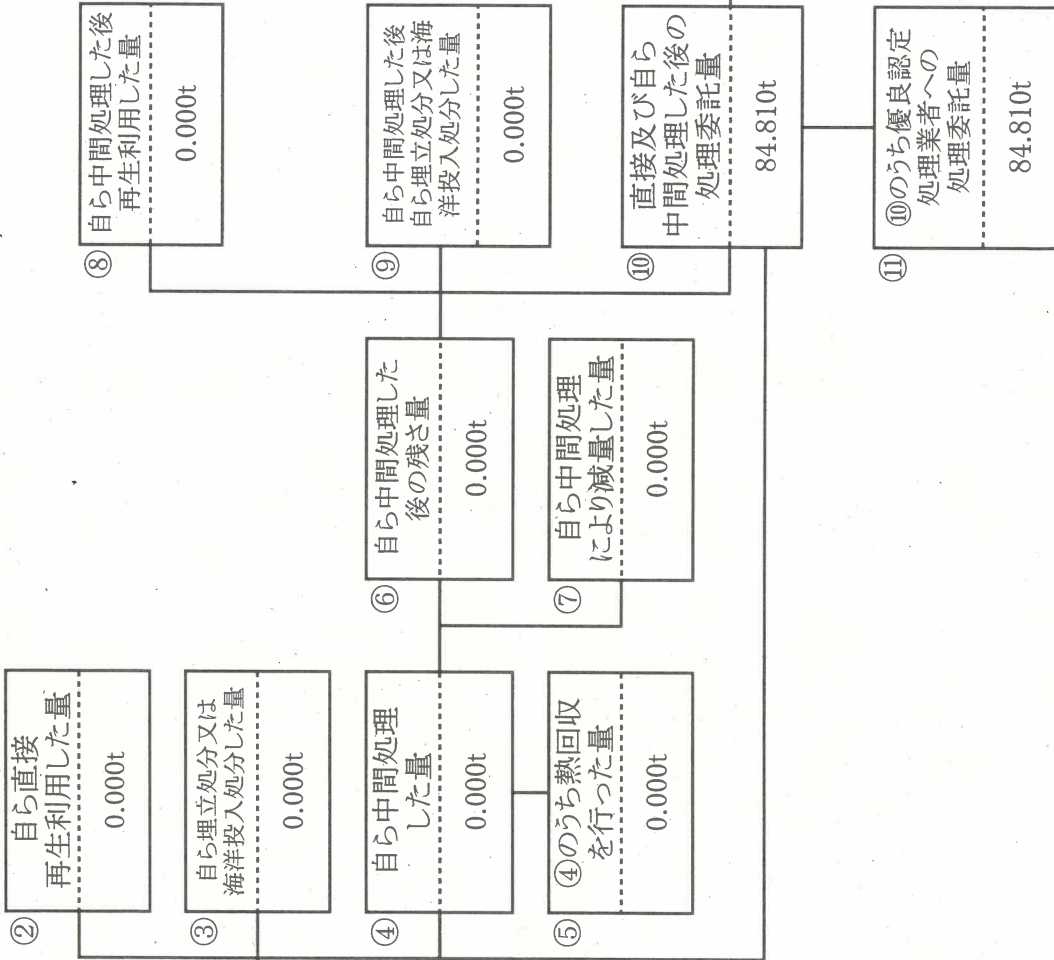 ②
自ら直接
再生利用した量
0.000t
③
自ら埋立処分又は
海洋投入処分した量
0.000t
④
自ら中間処理
した量
0.000t
⑤
④のうち熱回収
を行った量
0.000t
⑥
自ら中間処理した
後の残さ量
0.000t
⑦
自ら中間処理
により減量した量
0.000t
⑧
自ら中間処理した後
再生利用した量
0.000t
⑨
自ら中間処理した後
自ら埋立処分又は海
洋投入処分した量
0.000t
⑩
直接及び自ら
中間処理した後の
処理委託量
84.810t
⑪
⑩のうち優良認定
処理業者への
処理委託量
84.810t